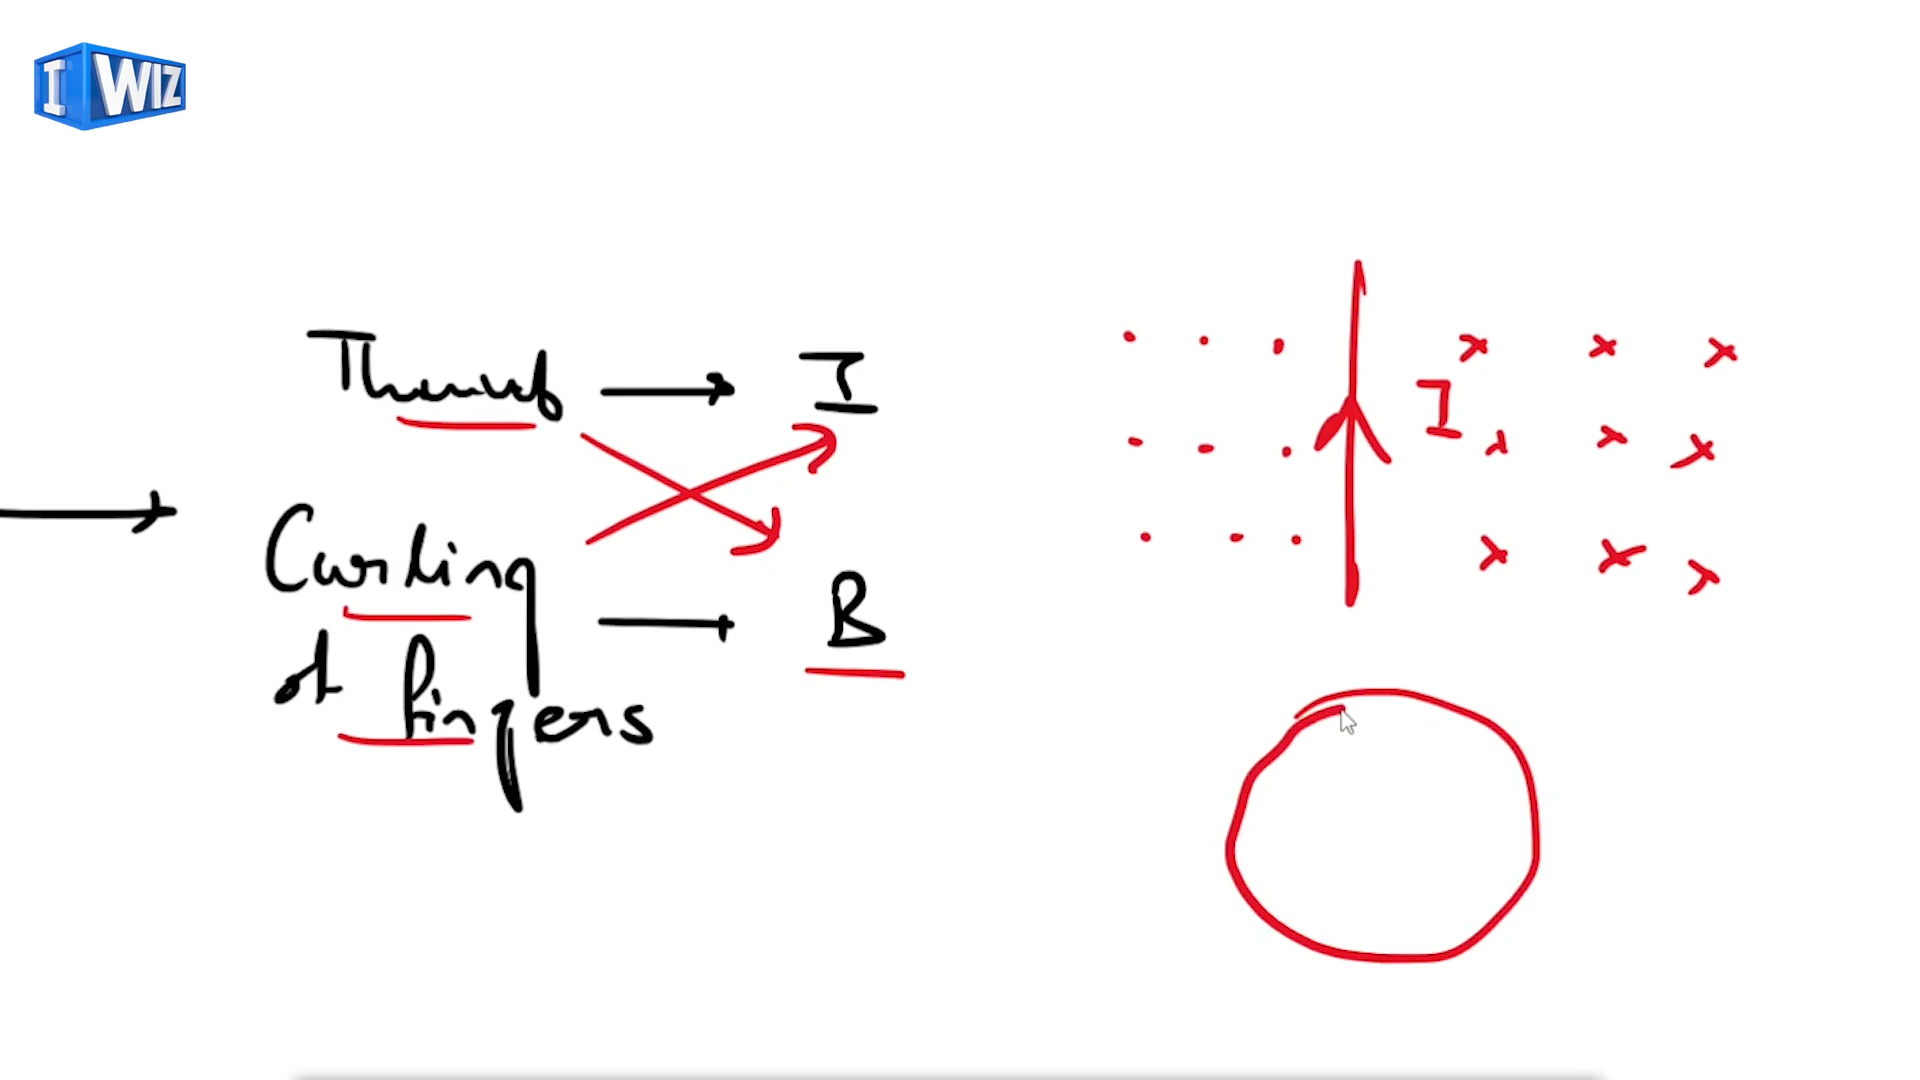 I WIZ
Thumb → I
Curling
of fingers → B
I